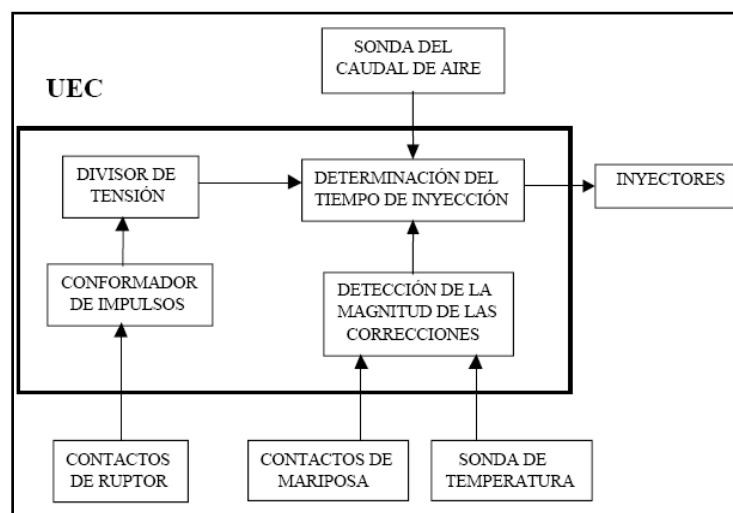 SONDA DEL
CAUDAL DE AIRE
UEC
DIVISOR DE
TENSIÓN
DETERMINACIÓN DEL
TIEMPO DE INYECCIÓN
INYECTORES
CONFORMADOR
DE IMPULSOS
DETECCIÓN DE LA
MAGNITUD DE LAS
CORRECCIONES
CONTACTOS
DE RUPTOR
CONTACTOS DE
MARIPOSA
SONDA DE
TEMPERATURA